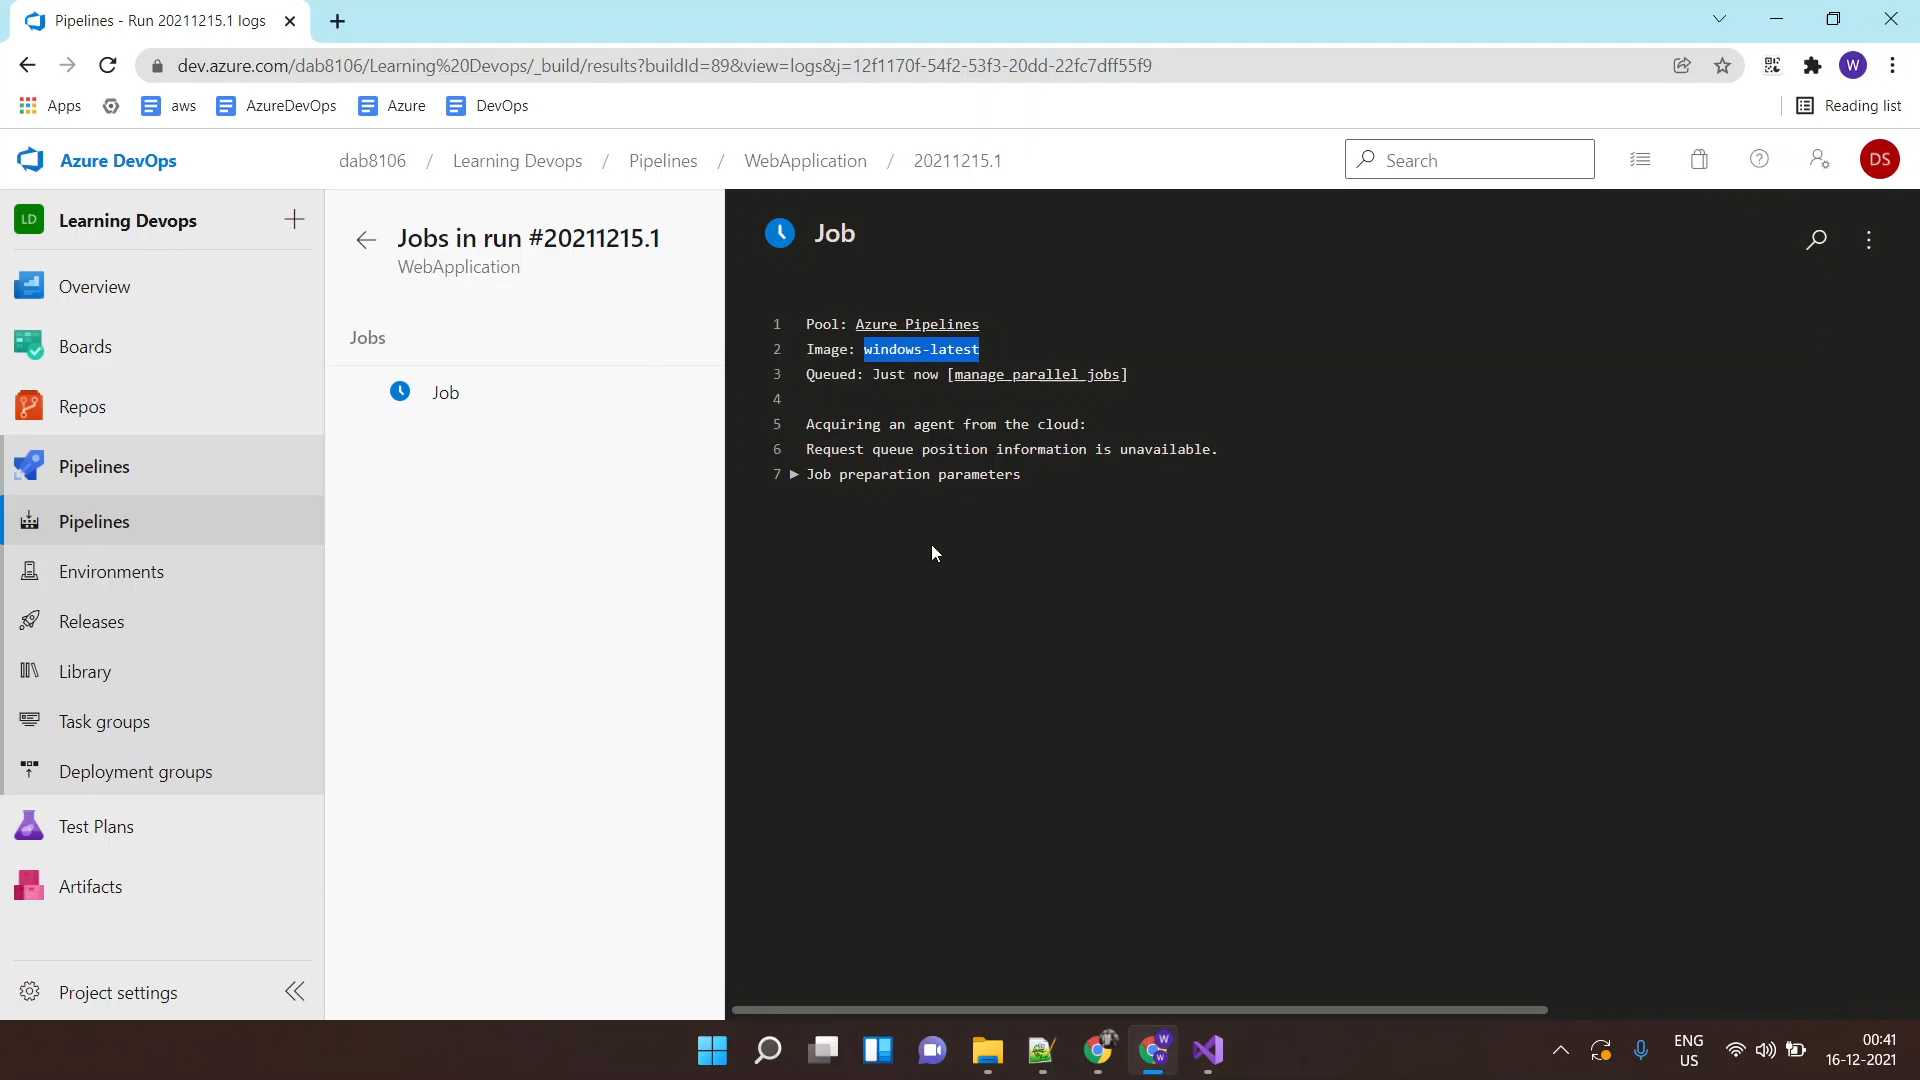 Pipelines - Run 20211215.1 logs
dev.azure.com/dab8106/Learning%20Devops/_build/results?buildId=89&view=logs&j=12f1170f-54f2-53f3-20dd-22fc7dff55f9
W
Apps
aws
AzureDevOps
Azure
DevOps
Reading list
Azure DevOps
dab8106 / Learning Devops / Pipelines / WebApplication / 20211215.1
Search
DS
LD Learning Devops
Overview
Boards
Repos
Pipelines
Pipelines
Environments
Releases
Library
Task groups
Deployment groups
Test Plans
Artifacts
Project settings
Jobs in run #20211215.1
WebApplication
Jobs
Job
Job
1 Pool: Azure Pipelines
2 Image: windows-latest
3 Queued: Just now [manage parallel jobs]
4
5 Acquiring an agent from the cloud:
6 Request queue position information is unavailable.
7 Job preparation parameters
W
W
ENG
US
00:41
16-12-2021